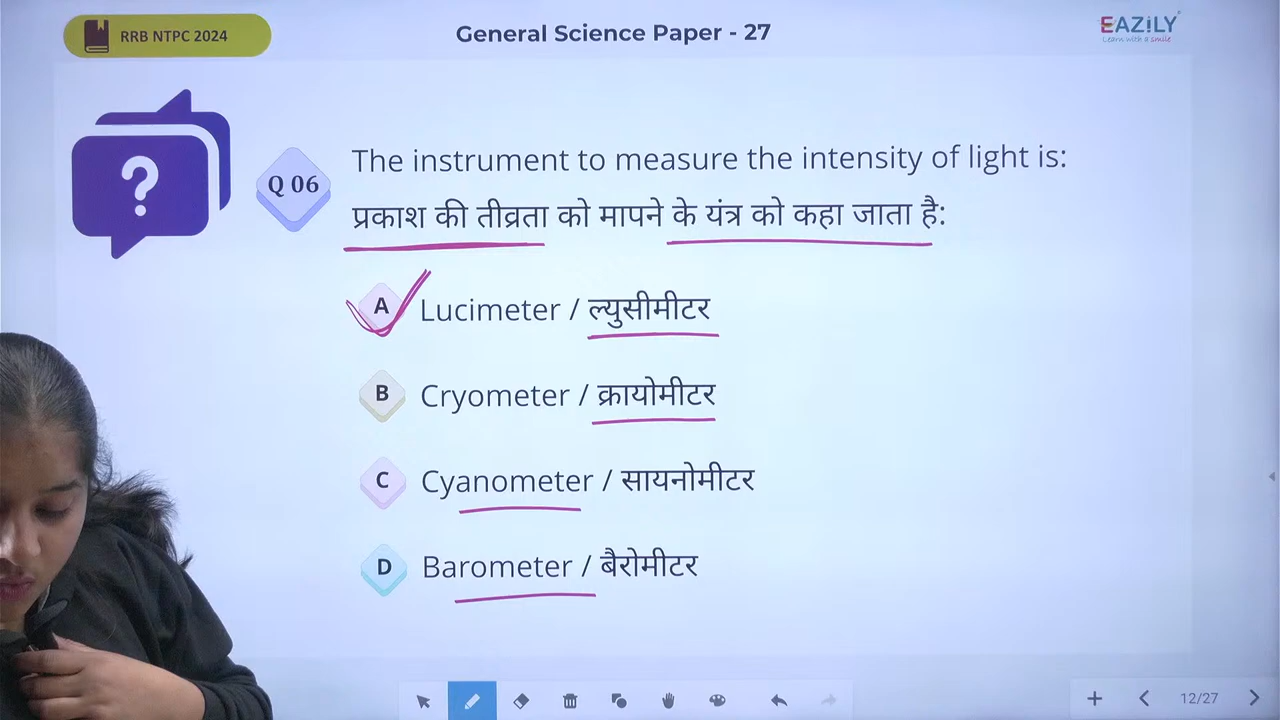 RRB NTPC 2024
General Science Paper - 27
EAZiLY
Learn with a smile
?
Q 06
The instrument to measure the intensity of light is:
प्रकाश की तीव्रता को मापने के यंत्र को कहा जाता है:
A Lucimeter / ल्युसीमीटर
B Cryometer / क्रायोमीटर
C Cyanometer / सायनोमीटर
D Barometer / बैरोमीटर
12/27